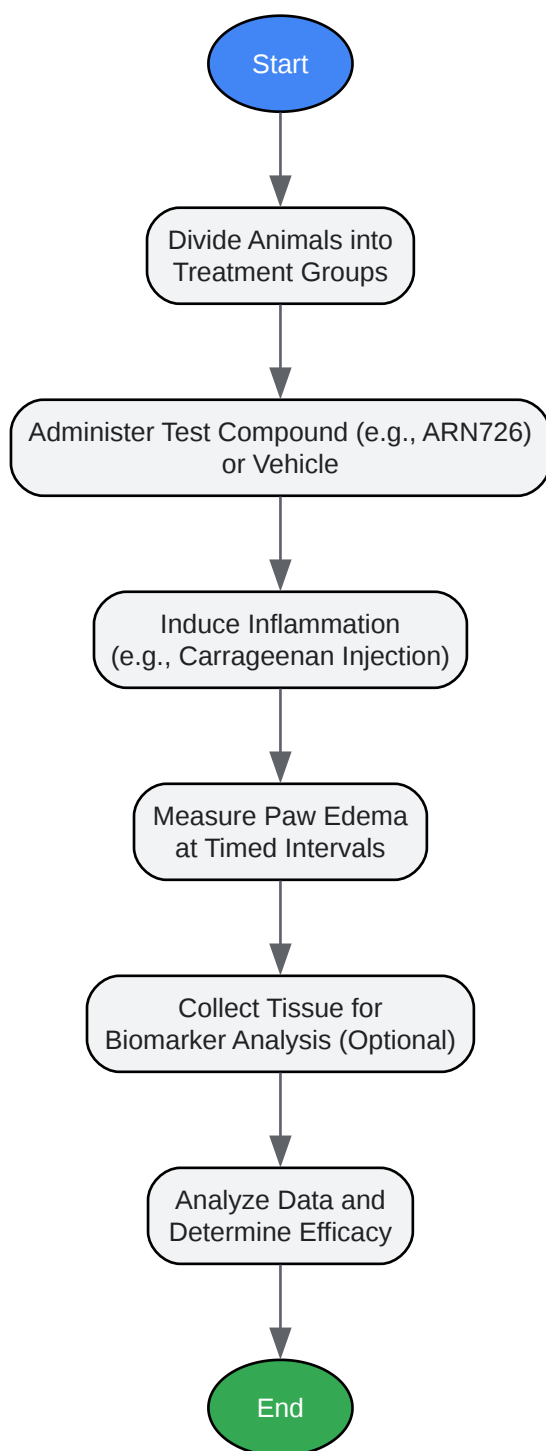 Start
Divide Animals into
Treatment Groups
Administer Test Compound (e.g., ARN726)
or Vehicle
Induce Inflammation
(e.g., Carrageenan Injection)
Measure Paw Edema
at Timed Intervals
Collect Tissue for
Biomarker Analysis (Optional)
Analyze Data and
Determine Efficacy
End